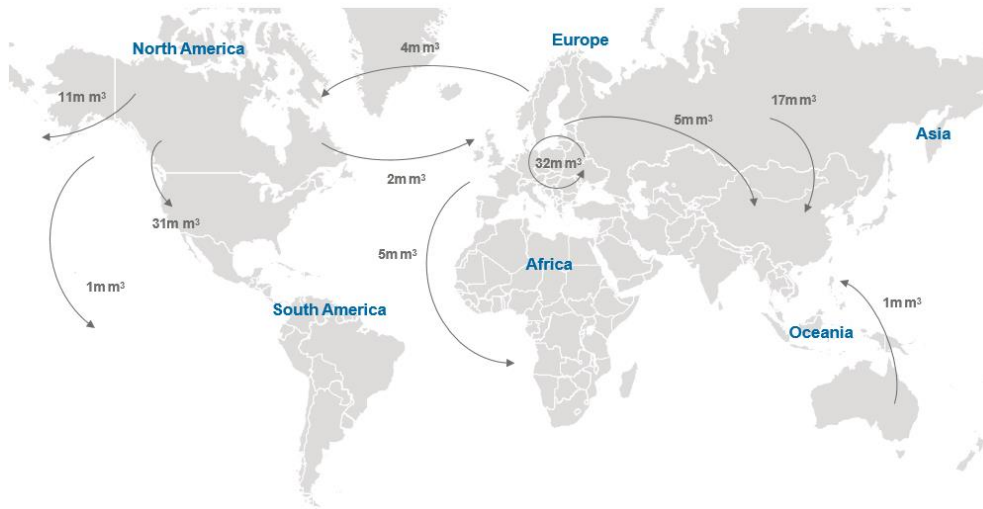 North America
4m m³
Europe
11m m³
5m m³
17m m³
Asia
32m m³
2m m³
31m m³
5m m³
Africa
1m m³
South America
1m m³
Oceania